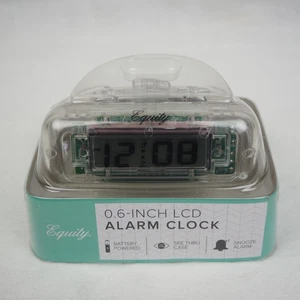 Equity
12:08
0.6-INCH LCD
ALARM CLOCK
Equity
BATTERY POWERED
SEE THRU CASE
SNOOZE ALARM